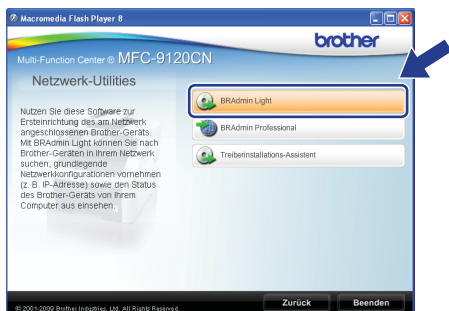 Macromedia Flash Player 8
brother
Multi-Function Center ® MFC-9120CN
Netzwerk-Utilities
Nutzen Sie diese Software zur
Ersteinrichtung des am Netzwerk
angeschlossenen Brother-Geräts.
Mit BRAdmin Light können Sie nach
Brother-Geräten in Ihrem Netzwerk
suchen, grundlegende
Netzwerkkonfigurationen vornehmen
(z. B. IP-Adresse) sowie den Status
des Brother-Geräts von Ihrem
Computer aus einsehen.
BRAdmin Light
BRAdmin Professional
Treiberinstallations-Assistent
© 2001-2009 Brother Industries, Ltd. All Rights Reserved.
Zurück
Beenden